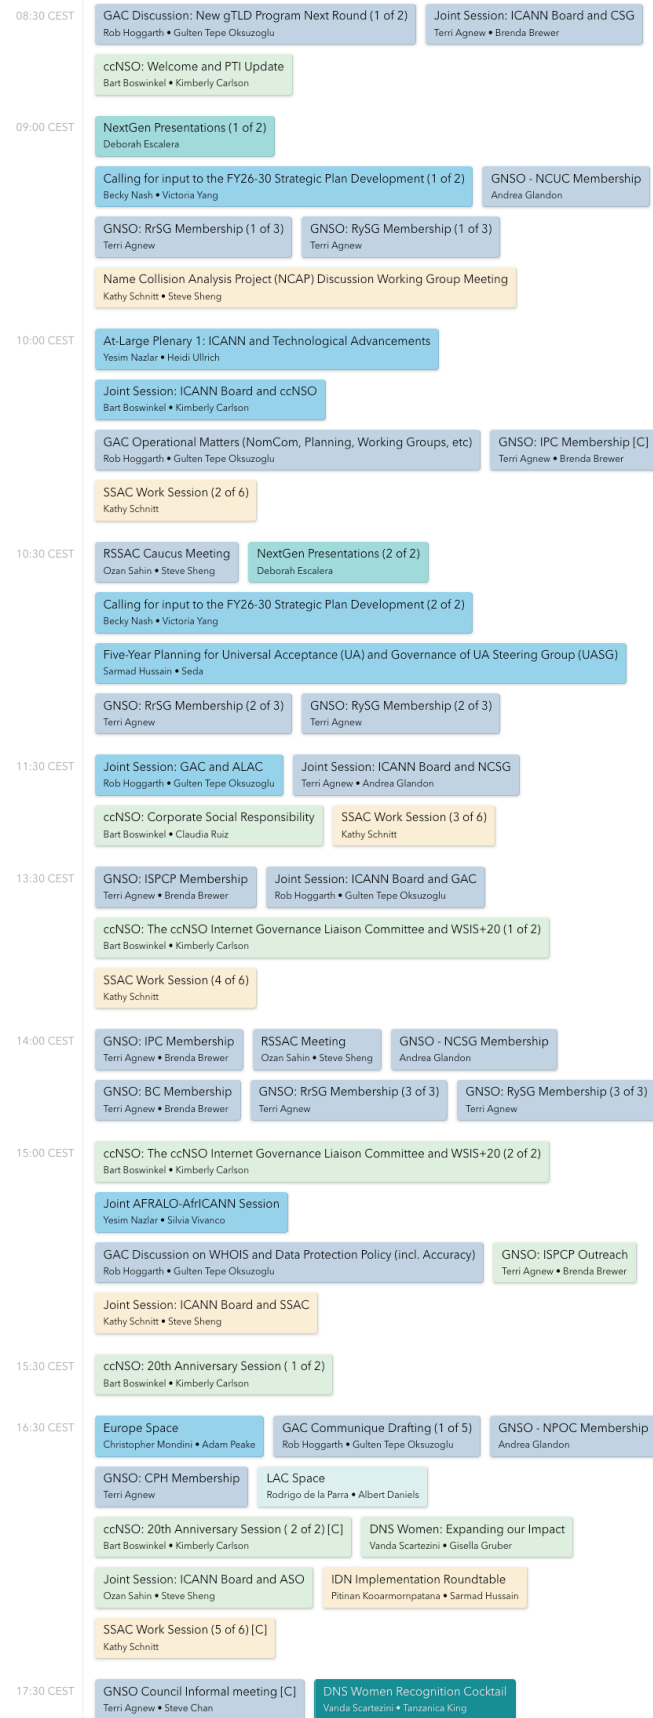 08:30 CEST
GAC Discussion: New gTLD Program Next Round (1 of 2)
Rob Hoggarth • Gulten Tepe Oksuzoglu
Joint Session: ICANN Board and CSG
Terri Agnew • Brenda Brewer
ccNSO: Welcome and PTI Update
Bart Boswinkel • Kimberly Carlson
09:00 CEST
NextGen Presentations (1 of 2)
Deborah Escalera
Calling for input to the FY26-30 Strategic Plan Development (1 of 2)
Becky Nash • Victoria Yang
GNSO - NCUC Membership
Andrea Glandon
GNSO: RrSG Membership (1 of 3)
Terri Agnew
GNSO: RySG Membership (1 of 3)
Terri Agnew
Name Collision Analysis Project (NCAP) Discussion Working Group Meeting
Kathy Schnitt • Steve Sheng
10:00 CEST
At-Large Plenary 1: ICANN and Technological Advancements
Yesim Nazlar • Heidi Ullrich
Joint Session: ICANN Board and ccNSO
Bart Boswinkel • Kimberly Carlson
GAC Operational Matters (NomCom, Planning, Working Groups, etc)
Rob Hoggarth • Gulten Tepe Oksuzoglu
GNSO: IPC Membership [C]
Terri Agnew • Brenda Brewer
SSAC Work Session (2 of 6)
Kathy Schnitt
10:30 CEST
RSSAC Caucus Meeting
Ozan Sahin • Steve Sheng
NextGen Presentations (2 of 2)
Deborah Escalera
Calling for input to the FY26-30 Strategic Plan Development (2 of 2)
Becky Nash • Victoria Yang
Five-Year Planning for Universal Acceptance (UA) and Governance of UA Steering Group (UASG)
Sarmad Hussain • Seda
GNSO: RrSG Membership (2 of 3)
Terri Agnew
GNSO: RySG Membership (2 of 3)
Terri Agnew
11:30 CEST
Joint Session: GAC and ALAC
Rob Hoggarth • Gulten Tepe Oksuzoglu
Joint Session: ICANN Board and NCSG
Terri Agnew • Andrea Glandon
ccNSO: Corporate Social Responsibility
Bart Boswinkel • Claudia Ruiz
SSAC Work Session (3 of 6)
Kathy Schnitt
13:30 CEST
GNSO: ISPCP Membership
Terri Agnew • Brenda Brewer
Joint Session: ICANN Board and GAC
Rob Hoggarth • Gulten Tepe Oksuzoglu
ccNSO: The ccNSO Internet Governance Liaison Committee and WSIS+20 (1 of 2)
Bart Boswinkel • Kimberly Carlson
SSAC Work Session (4 of 6)
Kathy Schnitt
14:00 CEST
GNSO: IPC Membership
Terri Agnew • Brenda Brewer
RSSAC Meeting
Ozan Sahin • Steve Sheng
GNSO - NCSG Membership
Andrea Glandon
GNSO: BC Membership
Terri Agnew • Brenda Brewer
GNSO: RrSG Membership (3 of 3)
Terri Agnew
GNSO: RySG Membership (3 of 3)
Terri Agnew
15:00 CEST
ccNSO: The ccNSO Internet Governance Liaison Committee and WSIS+20 (2 of 2)
Bart Boswinkel • Kimberly Carlson
Joint AFRALO-AfrICANN Session
Yesim Nazlar • Silvia Vivanco
GAC Discussion on WHOIS and Data Protection Policy (incl. Accuracy)
Rob Hoggarth • Gulten Tepe Oksuzoglu
GNSO: ISPCP Outreach
Terri Agnew • Brenda Brewer
Joint Session: ICANN Board and SSAC
Kathy Schnitt • Steve Sheng
15:30 CEST
ccNSO: 20th Anniversary Session ( 1 of 2)
Bart Boswinkel • Kimberly Carlson
16:30 CEST
Europe Space
Christopher Mondini • Adam Peake
GAC Communique Drafting (1 of 5)
Rob Hoggarth • Gulten Tepe Oksuzoglu
GNSO - NPOC Membership
Andrea Glandon
GNSO: CPH Membership
Terri Agnew
LAC Space
Rodrigo de la Parra • Albert Daniels
ccNSO: 20th Anniversary Session ( 2 of 2) [C]
Bart Boswinkel • Kimberly Carlson
DNS Women: Expanding our Impact
Vanda Scartezini • Gisella Gruber
Joint Session: ICANN Board and ASO
Ozan Sahin • Steve Sheng
IDN Implementation Roundtable
Pitinan Kooarmornpatana • Sarmad Hussain
SSAC Work Session (5 of 6) [C]
Kathy Schnitt
17:30 CEST
GNSO Council Informal meeting [C]
Terri Agnew • Steve Chan
DNS Women Recognition Cocktail
Vanda Scartezini • Tanzanica King